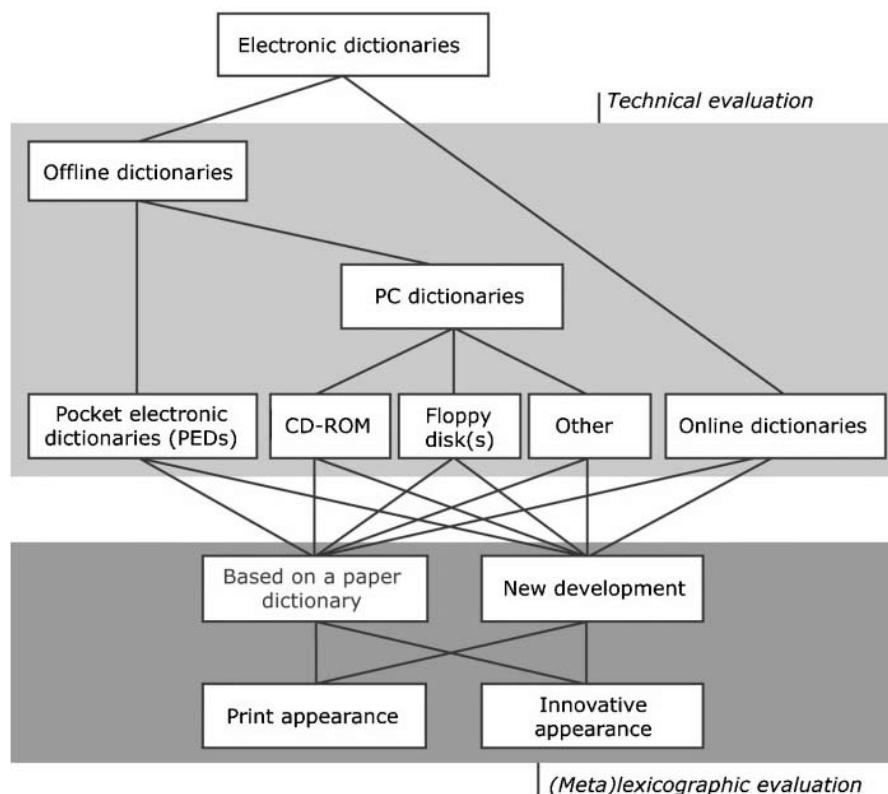 Electronic dictionaries
Technical evaluation
Offline dictionaries
PC dictionaries
Pocket electronic
dictionaries (PEDs)
CD-ROM
Floppy
disk(s)
Other
Online dictionaries
Based on a paper
dictionary
New development
Print appearance
Innovative
appearance
(Meta)lexicographic evaluation